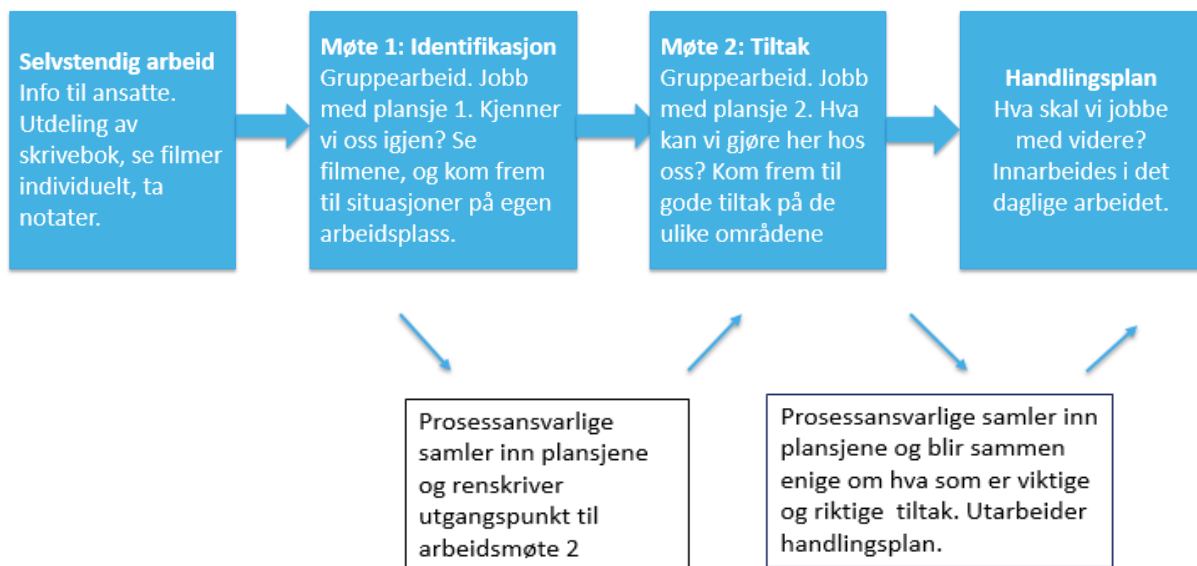 Selvstendig arbeid
Info til ansatte.
Utdeling av
skrivebok, se filmer
individuelt, ta
notater.
Møte 1: Identifikasjon
Gruppearbeid. Jobb
med plansje 1. Kjenner
vi oss igjen? Se
filmene, og kom frem
til situasjoner på egen
arbeidsplass.
Møte 2: Tiltak
Gruppearbeid. Jobb
med plansje 2. Hva
kan vi gjøre her hos
oss? Kom frem til
gode tiltak på de
ulike områdene
Handlingsplan
Hva skal vi jobbe
med videre?
Innarbeides i det
daglige arbeidet.
Prosessansvarlige
samler inn plansjene
og renskriver
utgangspunkt til
arbeidsmøte 2
Prosessansvarlige samler inn
plansjene og blir sammen
enige om hva som er viktige
og riktige  tiltak. Utarbeider
handlingsplan.